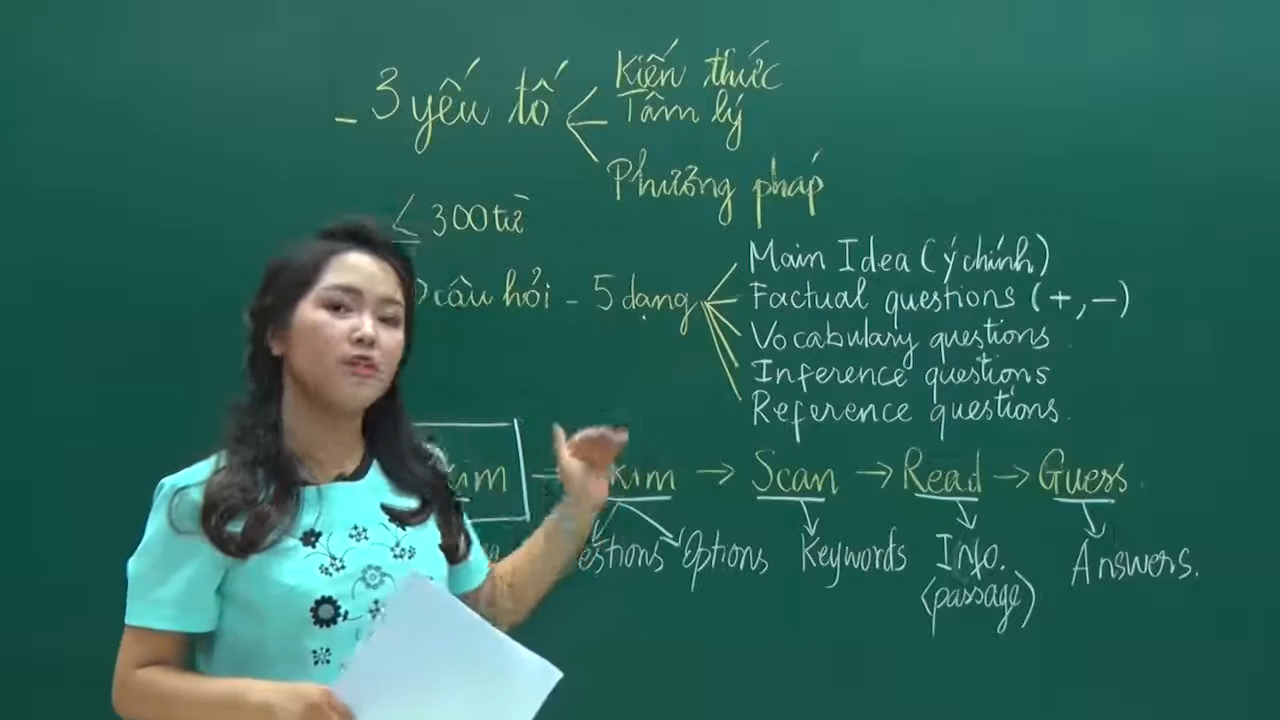 - 3 yếu tố
Kiến thức
Tâm lý
Phương pháp
≤ 300 từ
câu hỏi - 5 dạng
Main Idea (ý chính)
Factual questions (+, -)
Vocabulary questions
Inference questions
Reference questions.
→ Skim → Scan → Read → Guess.
Options Keywords Info. Answers.
(passage)